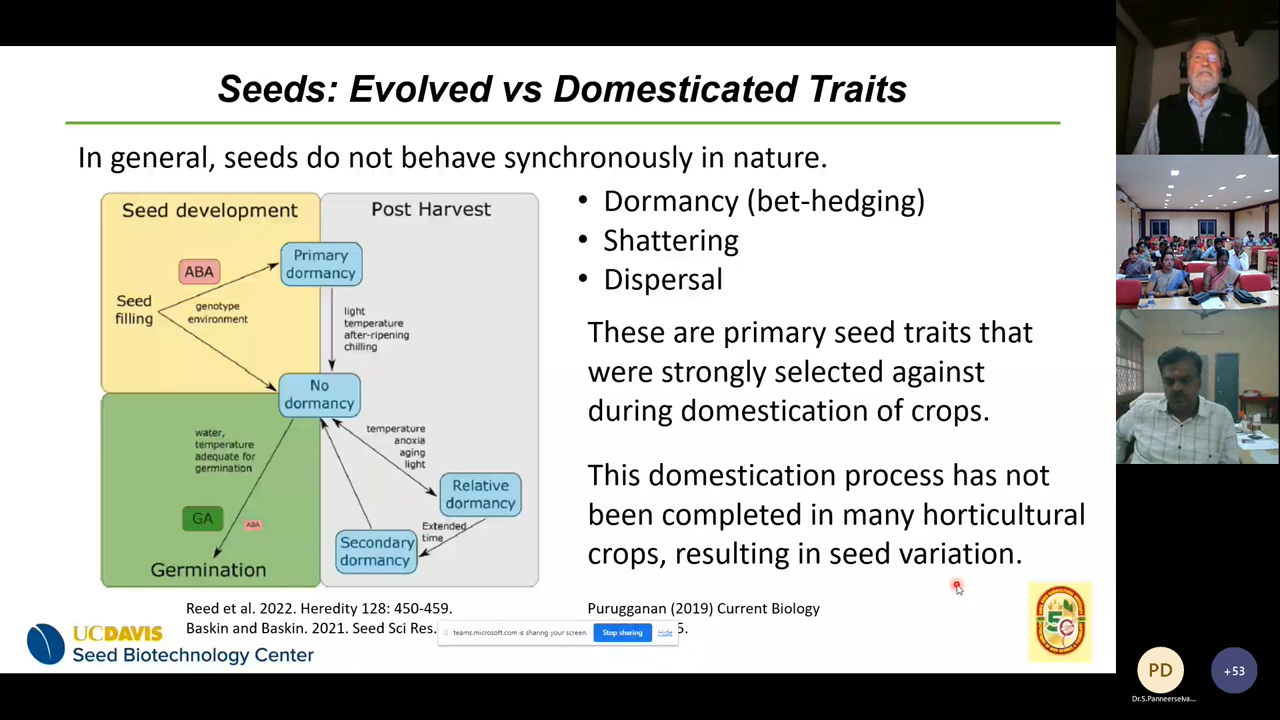 Seeds: Evolved vs Domesticated Traits
In general, seeds do not behave synchronously in nature.
Seed development
Post Harvest
ABA
Primary
dormancy
Seed
filling
genotype
environment
light
temperature
after-ripening
chilling
No
dormancy
water,
temperature
adequate for
germination
temperature
anoxia
aging
light
Relative
dormancy
GA
ABA
Extended
time
Secondary
dormancy
Germination
• Dormancy (bet-hedging)
• Shattering
• Dispersal
These are primary seed traits that
were strongly selected against
during domestication of crops.
This domestication process has not
been completed in many horticultural
crops, resulting in seed variation.
Reed et al. 2022. Heredity 128: 450-459.
Baskin and Baskin. 2021. Seed Sci Res.
Purugganan (2019) Current Biology
5.
teams.microsoft.com is sharing your screen.
Stop sharing
Hide
UCDAVIS
Seed Biotechnology Center
PD
+53
Dr.S.Panneerselva...